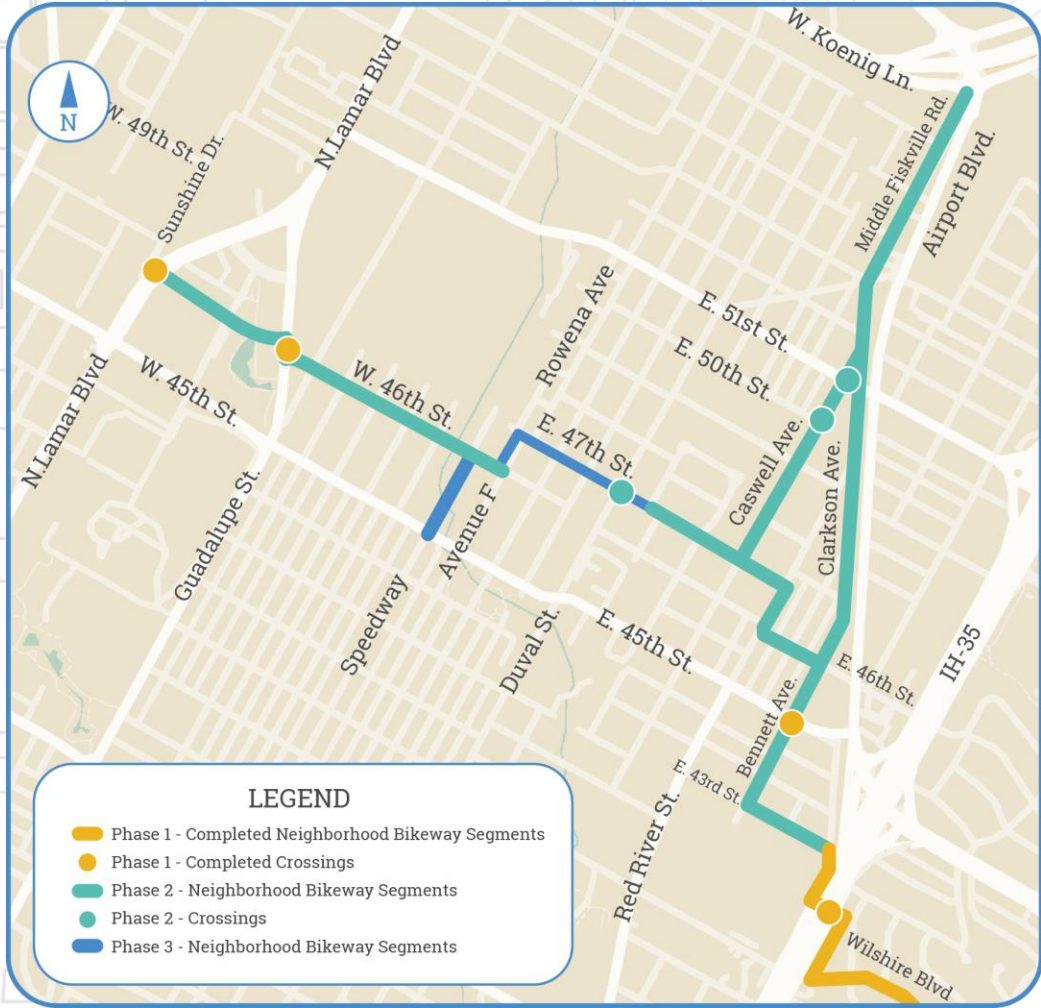 W. Koenig Ln.
N
W. 49th St.
Sunshine Dr.
N.Lamar Blvd
Middle Fiskville Rd.
Airport Blvd.
Rowena Ave
E. 51st St.
E. 50th St.
N.Lamar Blvd
W. 45th St.
W. 46th St.
E. 47th St.
Caswell Ave.
Clarkson Ave.
Guadalupe St.
Avenue F
Speedway
Duval St.
E. 45th St.
E. 46th St.
IH-35
Bennett Ave.
E. 43rd St.
Red River St.
Wilshire Blvd
LEGEND
Phase 1 - Completed Neighborhood Bikeway Segments
Phase 1 - Completed Crossings
Phase 2 - Neighborhood Bikeway Segments
Phase 2 - Crossings
Phase 3 - Neighborhood Bikeway Segments